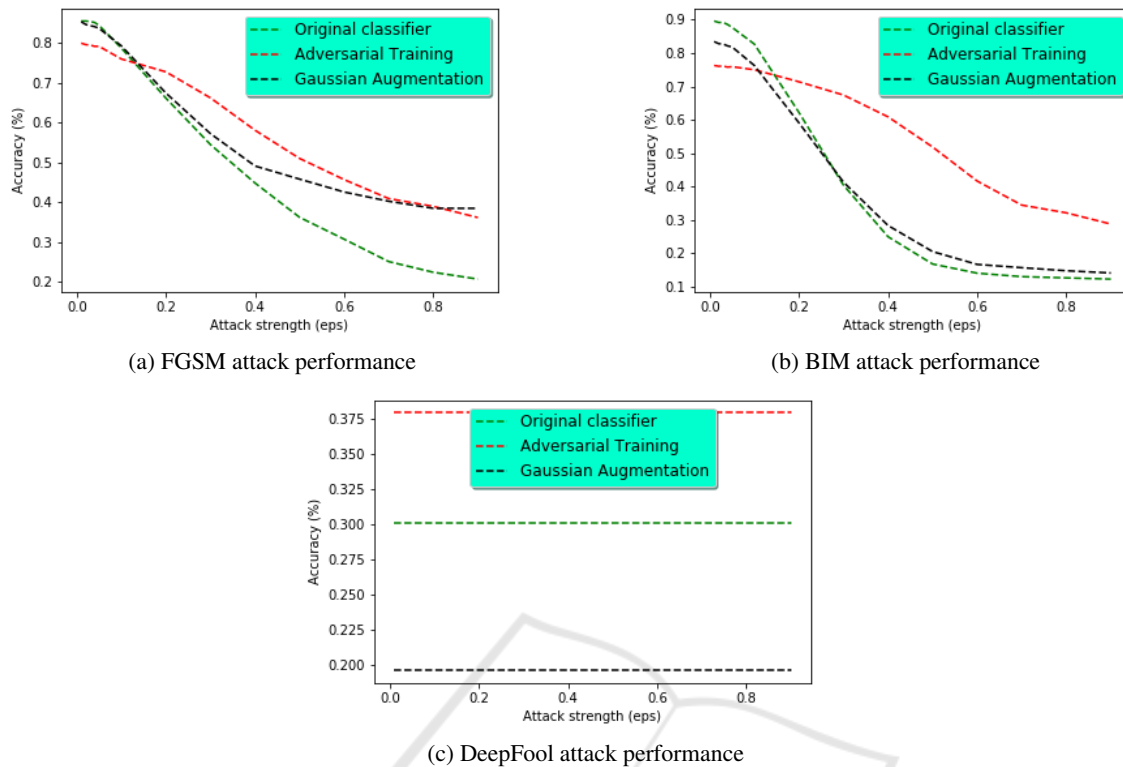 Original classifier
Adversarial Training
Gaussian Augmentation
Accuracy (%)
0.8
0.7
0.6
0.5
0.4
0.3
0.2
0.0 0.2 0.4 0.6 0.8
Attack strength (eps)
(a) FGSM attack performance
Original classifier
Adversarial Training
Gaussian Augmentation
Accuracy (%)
0.9
0.8
0.7
0.6
0.5
0.4
0.3
0.2
0.1
0.0 0.2 0.4 0.6 0.8
Attack strength (eps)
(b) BIM attack performance
Original classifier
Adversarial Training
Gaussian Augmentation
Accuracy (%)
0.375
0.350
0.325
0.300
0.275
0.250
0.225
0.200
0.0 0.2 0.4 0.6 0.8
Attack strength (eps)
(c) DeepFool attack performance